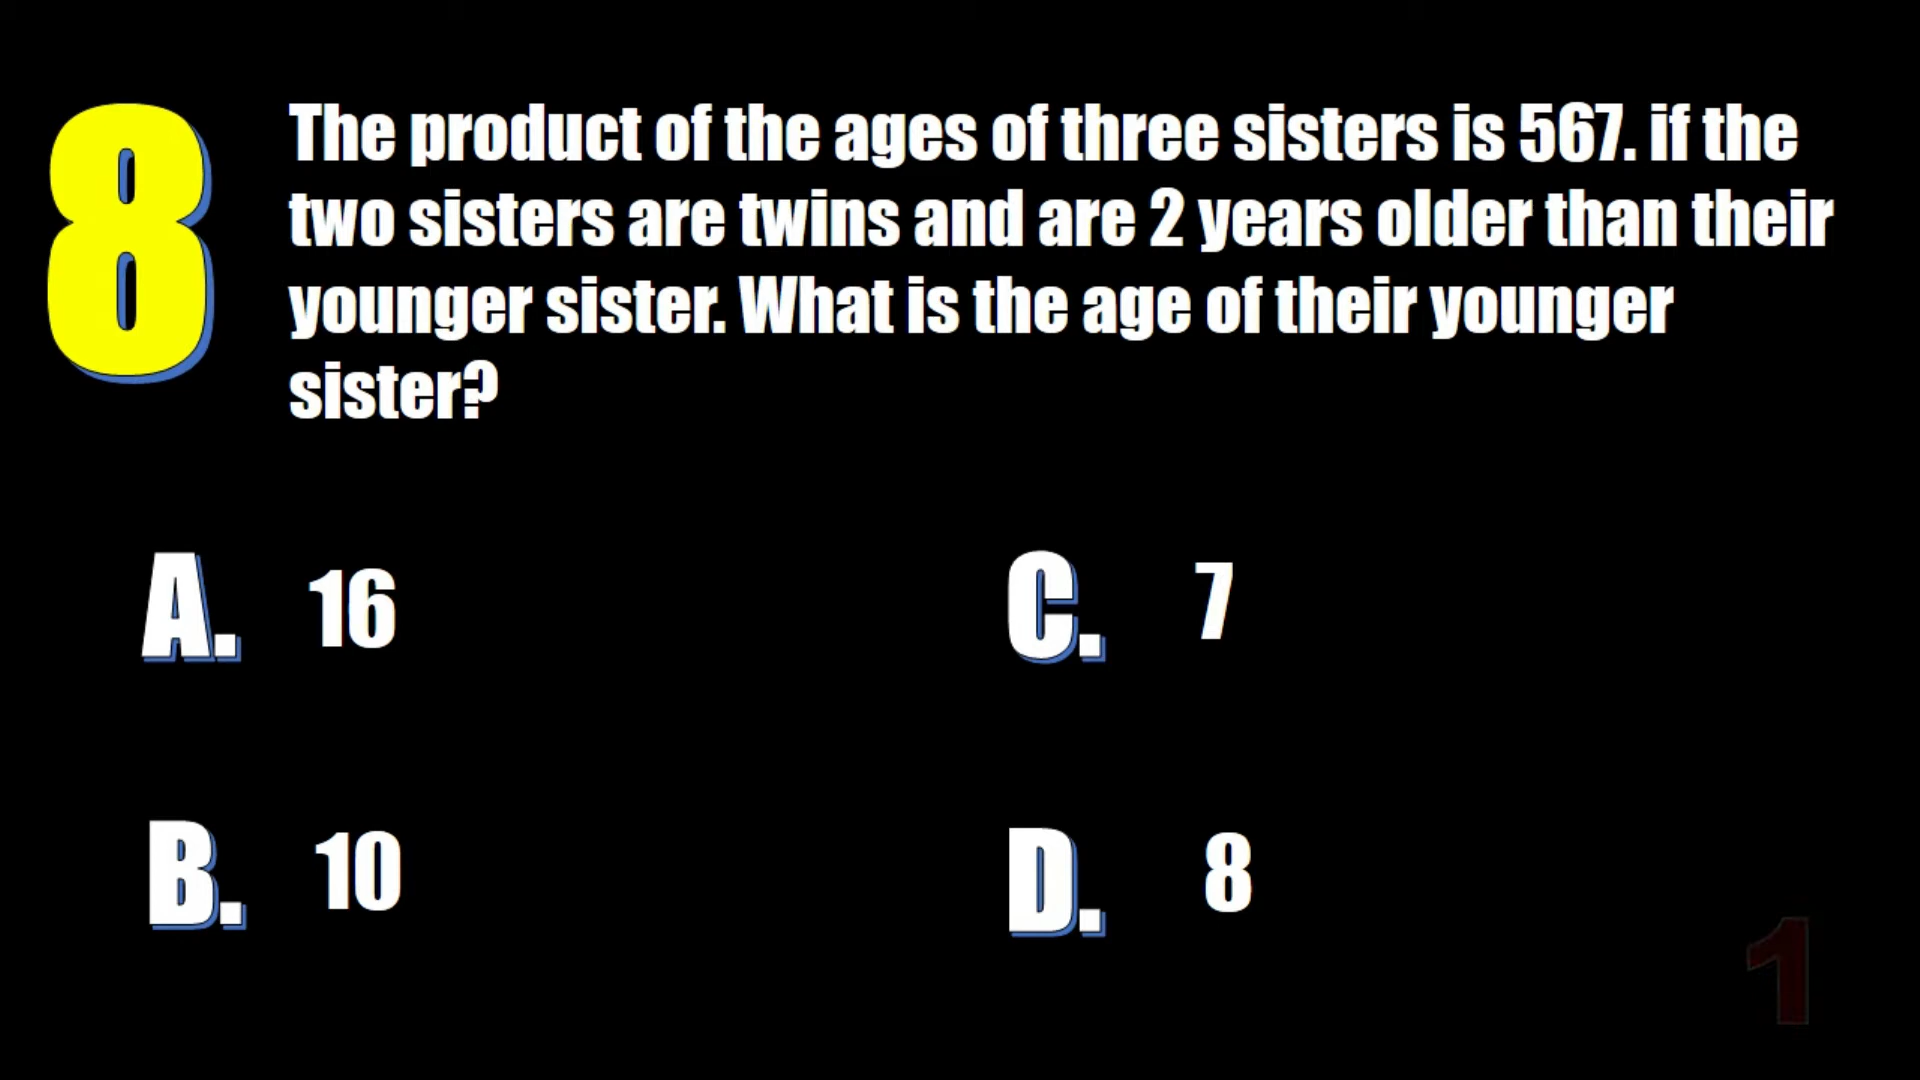 8
The product of the ages of three sisters is 567. if the
two sisters are twins and are 2 years older than their
younger sister. What is the age of their younger
sister?
A. 16
C. 7
B. 10
D. 8
1